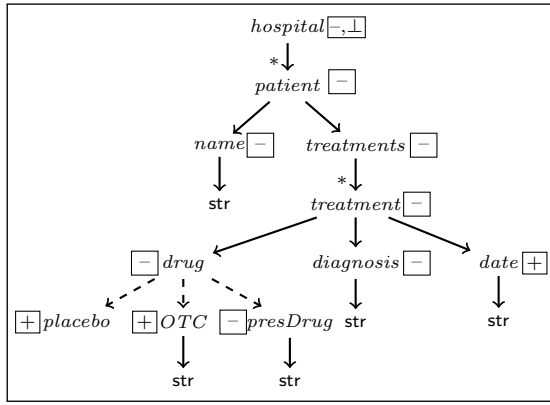 hospital –,⊥
*
patient –
name – treatments –
*
str
treatment –
– drug diagnosis – date +
+ placebo + OTC – presDrug str str
str str